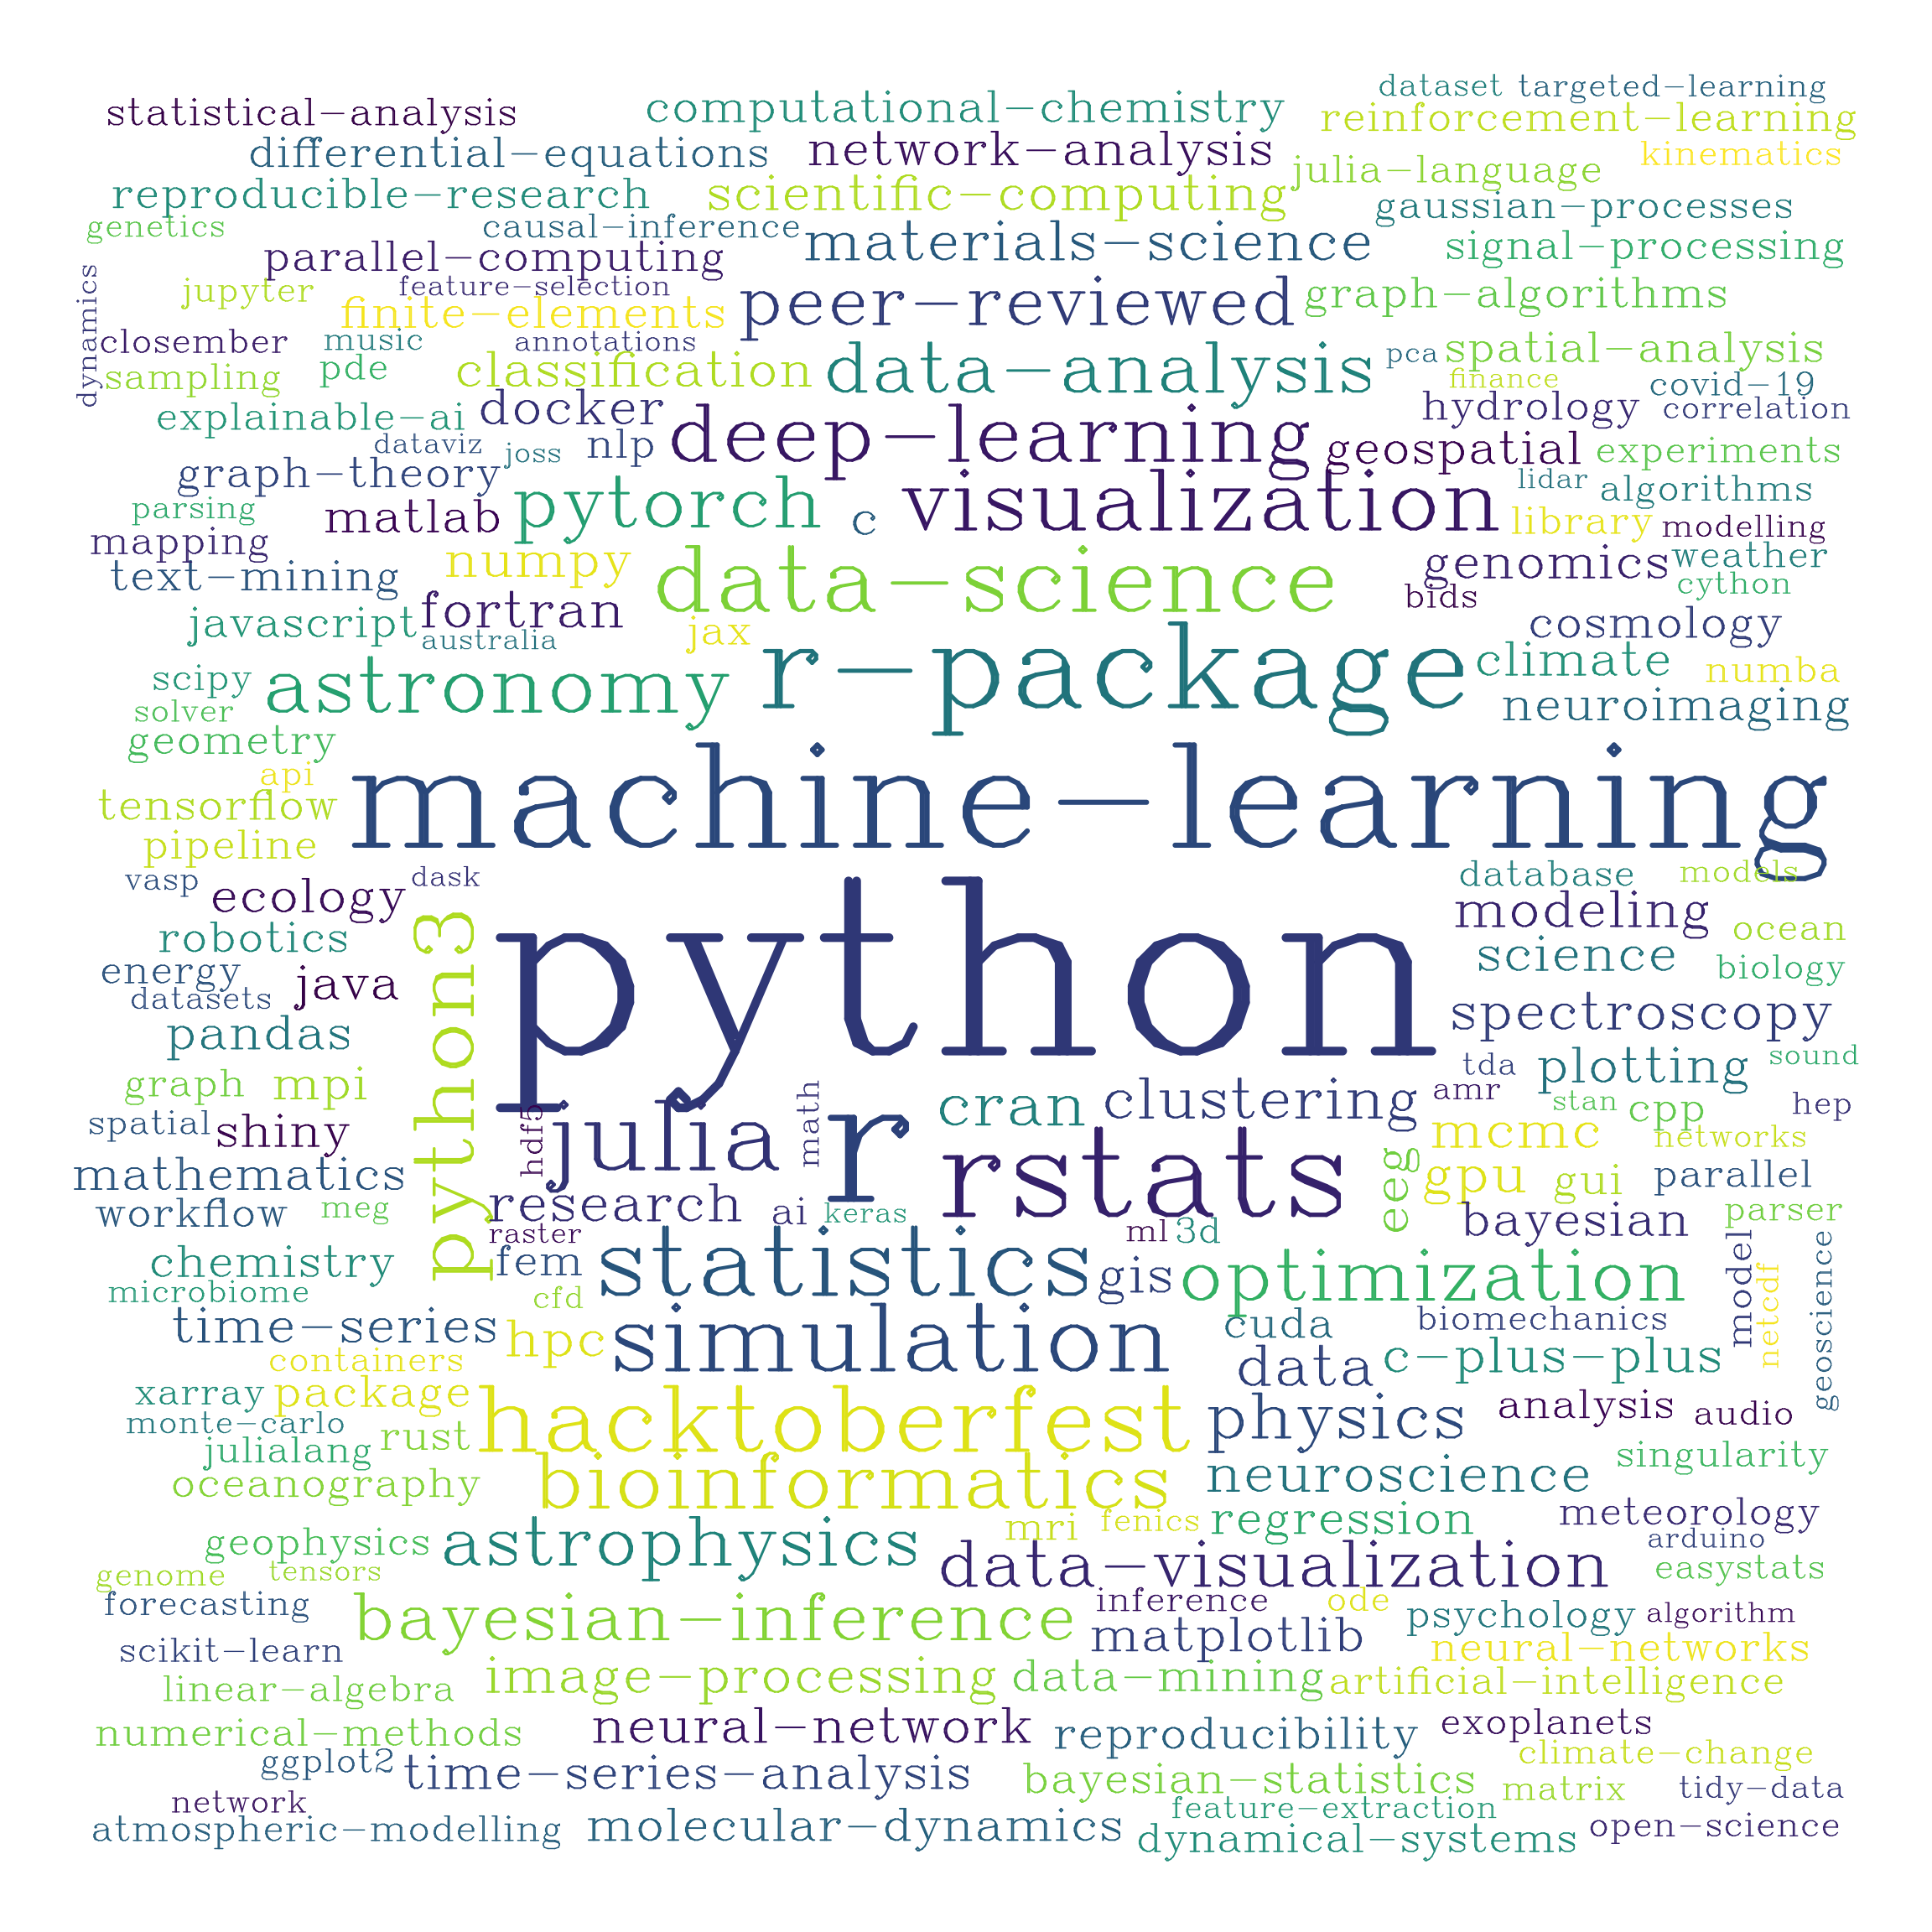 dataset
targeted-learning
statistical-analysis
computational-chemistry
reinforcement-learning
differential-equations
network-analysis
kinematics
julia-language
reproducible-research
scientific-computing
gaussian-processes
genetics
causal-inference
materials-science
signal-processing
parallel-computing
dynamics
jupyter
feature-selection
finite-elements
peer-reviewed
graph-algorithms
closember
music
annotations
pca
spatial-analysis
sampling
pde
classification
data-analysis
finance
covid-19
explainable-ai
docker
hydrology
correlation
dataviz
joss
nlp
deep-learning
geospatial
experiments
graph-theory
lidar
algorithms
parsing
matlab
pytorch
c
visualization
library
modelling
mapping
numpy
genomics
weather
text-mining
data-science
bids
cython
javascript
fortran
australia
jax
cosmology
scipy
astronomy
r-package
climate
numba
solver
neuroimaging
geometry
api
machine-learning
tensorflow
pipeline
vasp
ecology
dask
database
models
python3
python
modeling
robotics
ocean
energy
java
science
biology
datasets
pandas
spectroscopy
graph
mpi
tda
plotting
sound
amr
stan
cpp
hep
spatial
shiny
hdf5
julia
math
r
cran
clustering
mcmc
networks
mathematics
rstats
eeg
gpu
gui
parallel
workflow
meg
research
ai
keras
raster
ml
3d
bayesian
parser
chemistry
fem
statistics
gis
optimization
model
netcdf
geoscience
microbiome
cfd
time-series
hpc
simulation
cuda
biomechanics
containers
data
c-plus-plus
xarray
package
hacktoberfest
physics
analysis
audio
monte-carlo
rust
julialang
singularity
oceanography
bioinformatics
neuroscience
geophysics
astrophysics
mri
fenics
regression
meteorology
arduino
genome
tensors
data-visualization
easystats
forecasting
bayesian-inference
inference
ode
psychology
algorithm
scikit-learn
matplotlib
neural-networks
linear-algebra
image-processing
data-mining
artificial-intelligence
numerical-methods
neural-network
reproducibility
exoplanets
ggplot2
time-series-analysis
climate-change
bayesian-statistics
matrix
tidy-data
network
feature-extraction
atmospheric-modelling
molecular-dynamics
dynamical-systems
open-science